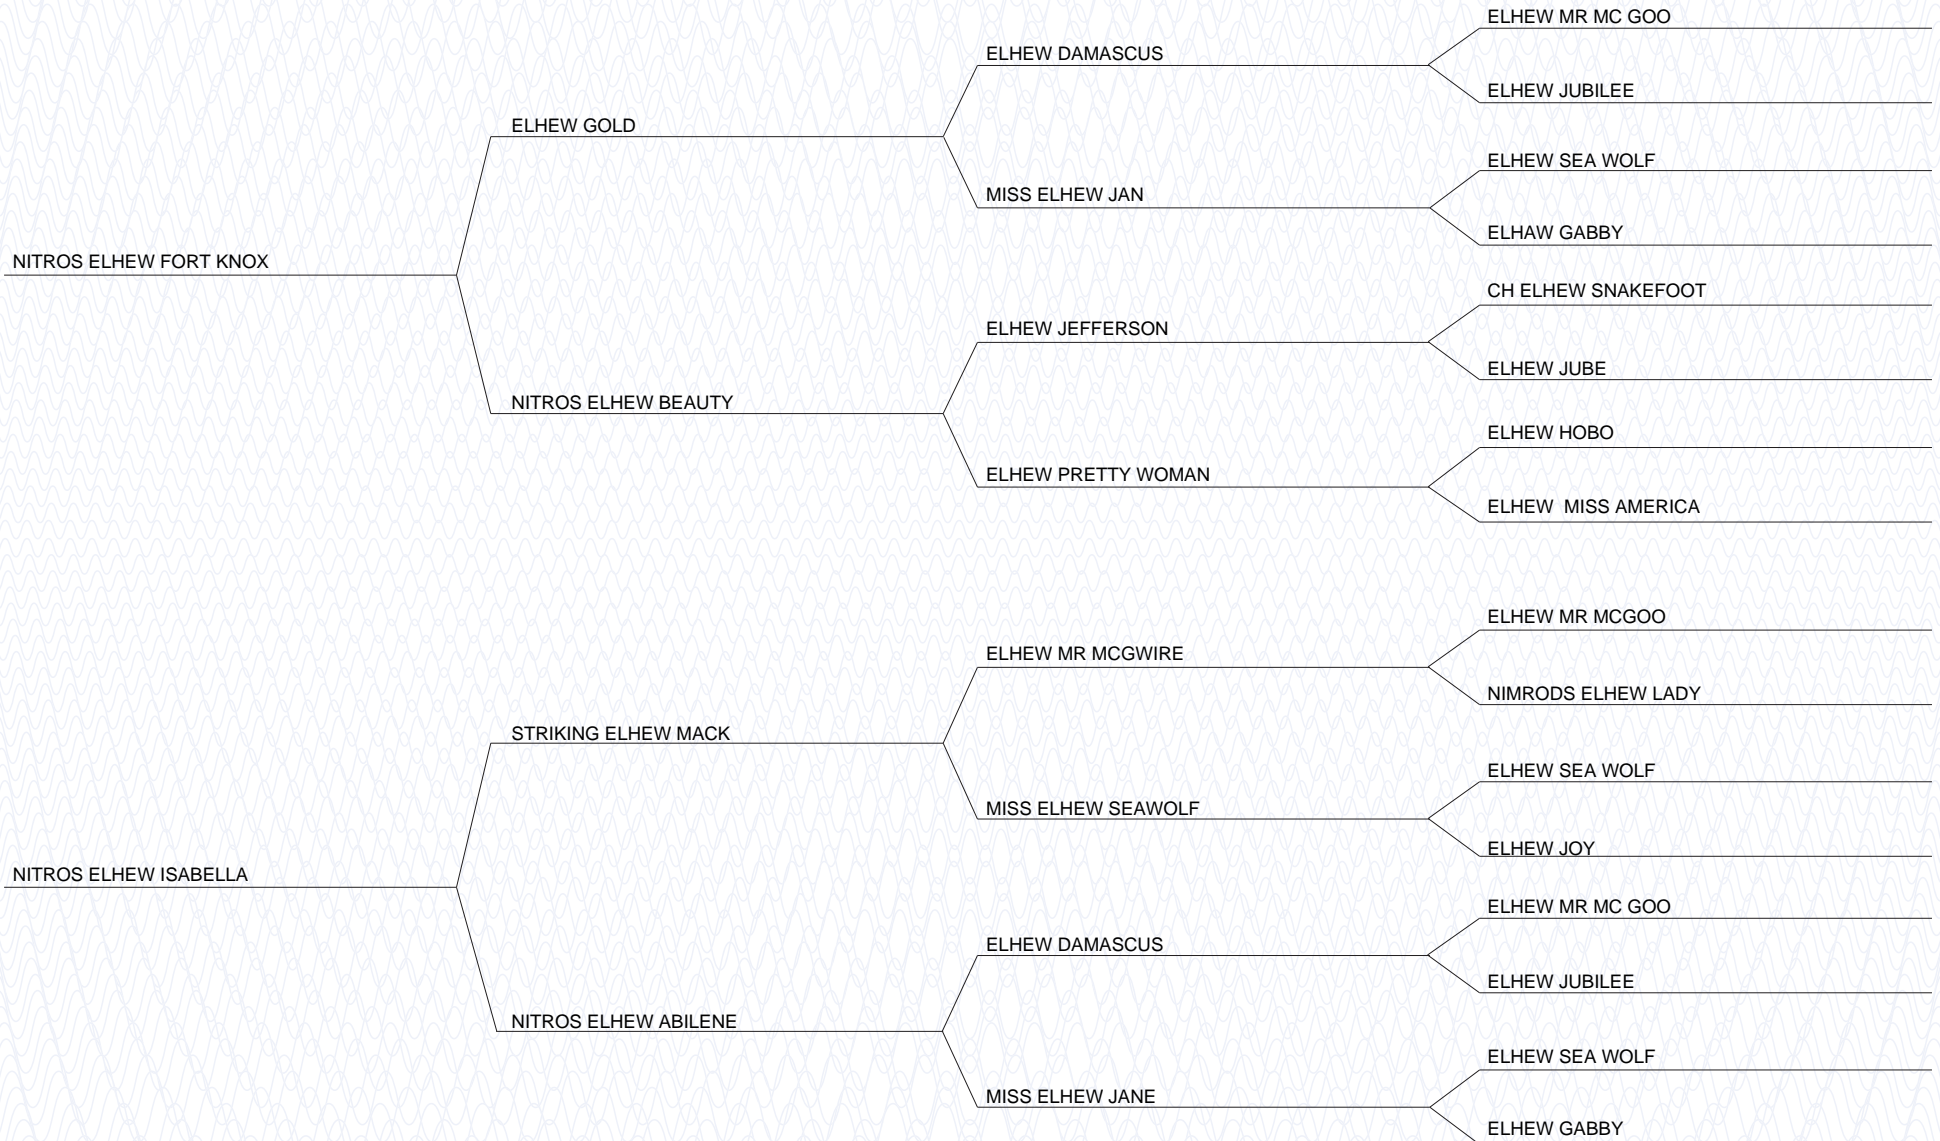 ELHEW MR MC GOO
ELHEW DAMASCUS
ELHEW JUBILEE
ELHEW GOLD
ELHEW SEA WOLF
MISS ELHEW JAN
ELHAW GABBY
NITROS ELHEW FORT KNOX
CH ELHEW SNAKEFOOT
ELHEW JEFFERSON
ELHEW JUBE
NITROS ELHEW BEAUTY
ELHEW HOBO
ELHEW PRETTY WOMAN
ELHEW  MISS AMERICA
ELHEW MR MCGOO
ELHEW MR MCGWIRE
NIMRODS ELHEW LADY
STRIKING ELHEW MACK
ELHEW SEA WOLF
MISS ELHEW SEAWOLF
ELHEW JOY
NITROS ELHEW ISABELLA
ELHEW MR MC GOO
ELHEW DAMASCUS
ELHEW JUBILEE
NITROS ELHEW ABILENE
ELHEW SEA WOLF
MISS ELHEW JANE
ELHEW GABBY